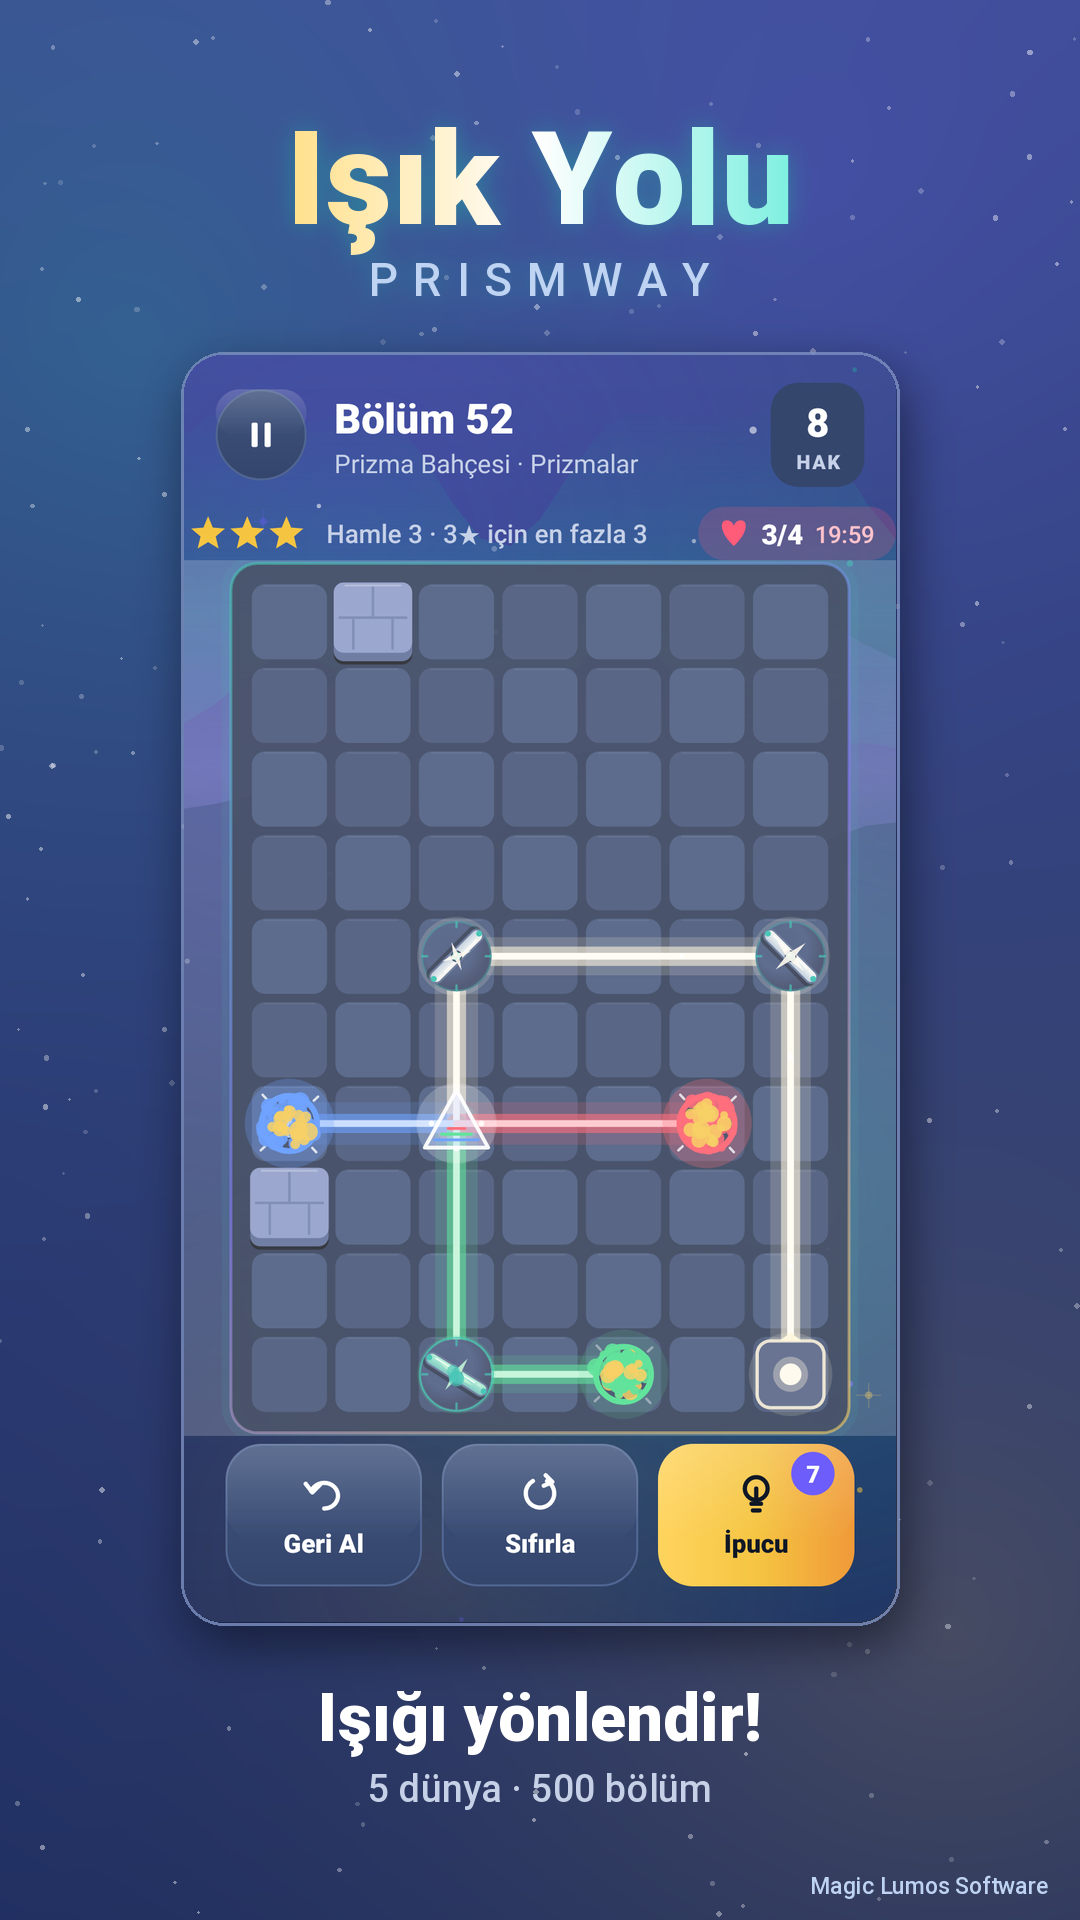 Işık Yolu
PRISMWAY
Bölüm 52
Prizma Bahçesi · Prizmalar
8
HAK
Hamle 3 · 3★ için en fazla 3
3/4 19:59
Geri Al
Sıfırla
7
İpucu
Işığı yönlendir!
5 dünya · 500 bölüm
Magic Lumos Software